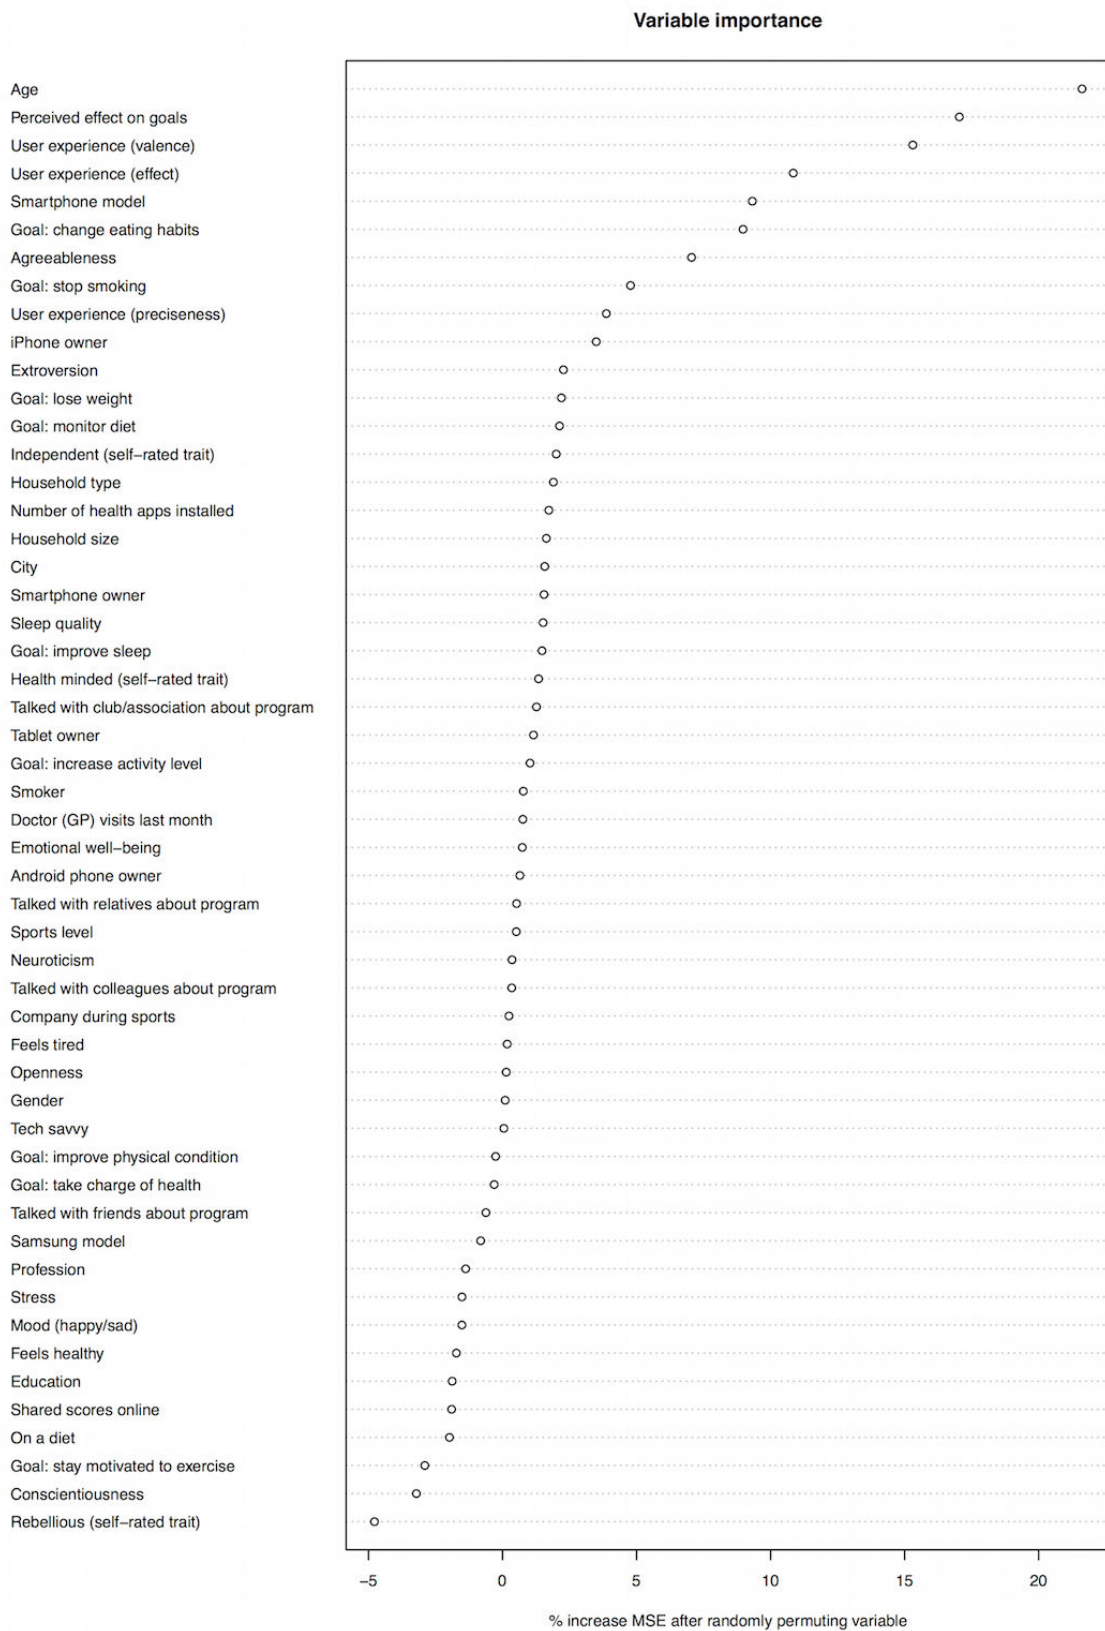 Variable importance
Age
Perceived effect on goals
User experience (valence)
User experience (effect)
Smartphone model
Goal: change eating habits
Agreeableness
Goal: stop smoking
User experience (preciseness)
iPhone owner
Extroversion
Goal: lose weight
Goal: monitor diet
Independent (self−rated trait)
Household type
Number of health apps installed
Household size
City
Smartphone owner
Sleep quality
Goal: improve sleep
Health minded (self−rated trait)
Talked with club/association about program
Tablet owner
Goal: increase activity level
Smoker
Doctor (GP) visits last month
Emotional well−being
Android phone owner
Talked with relatives about program
Sports level
Neuroticism
Talked with colleagues about program
Company during sports
Feels tired
Openness
Gender
Tech savvy
Goal: improve physical condition
Goal: take charge of health
Talked with friends about program
Samsung model
Profession
Stress
Mood (happy/sad)
Feels healthy
Education
Shared scores online
On a diet
Goal: stay motivated to exercise
Conscientiousness
Rebellious (self−rated trait)
−5 0 5 10 15 20
% increase MSE after randomly permuting variable